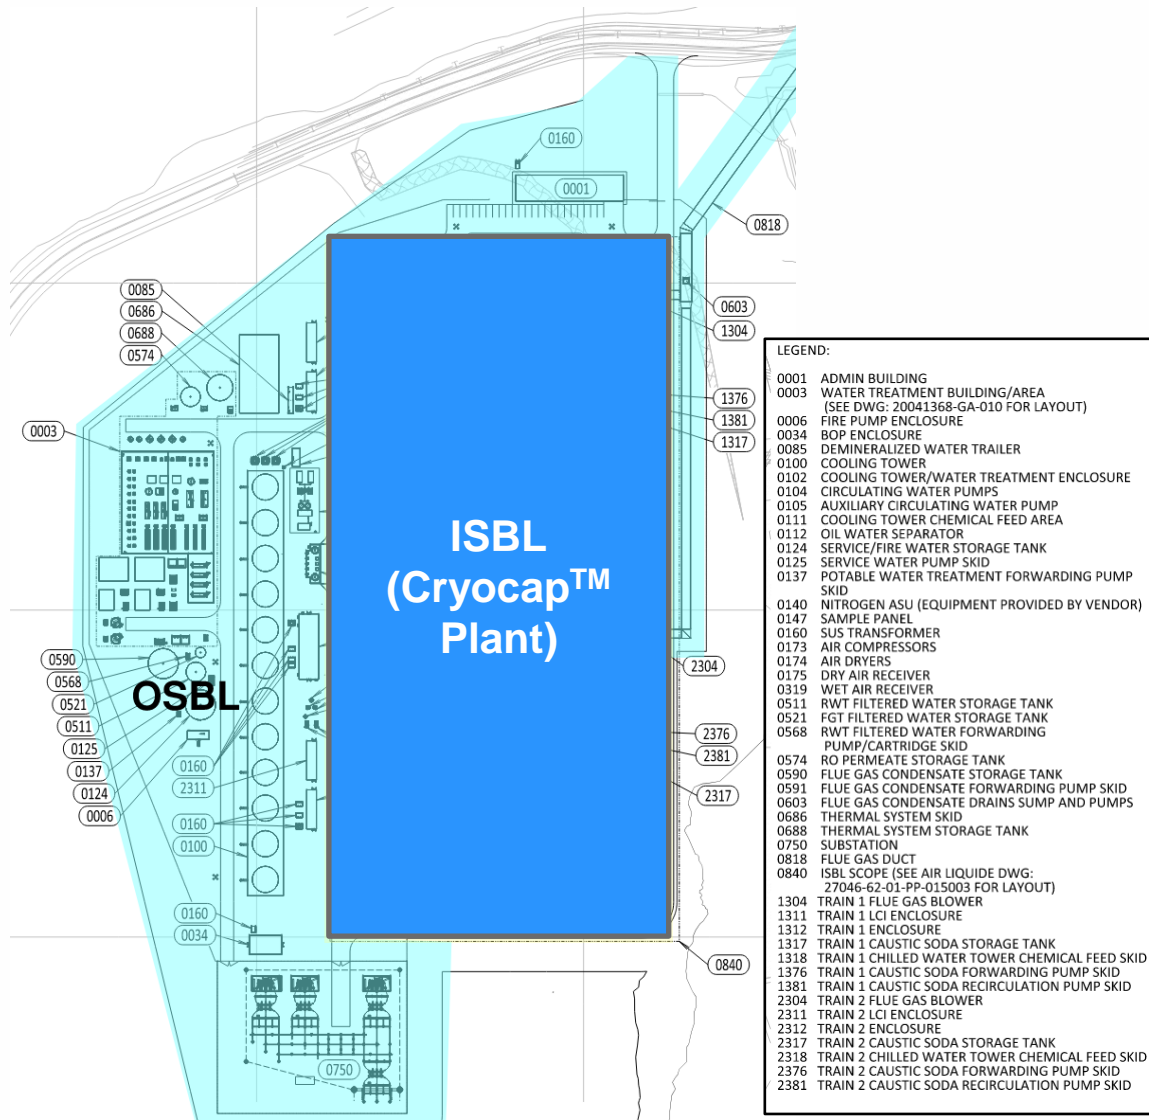 0160
0001
0818
0085
0686
0688
0574
0603
1304
1376
1381
1317
0003
ISBL
(Cryocap™
Plant)
OSBL
0590
0568
0521
0511
0125
0137
0124
0006
0160
2311
0160
0100
0160
0034
2304
2376
2381
2317
0840
0750
LEGEND:
0001 ADMIN BUILDING
0003 WATER TREATMENT BUILDING/AREA
(SEE DWG: 20041368-GA-010 FOR LAYOUT)
0006 FIRE PUMP ENCLOSURE
0034 BOP ENCLOSURE
0085 DEMINERALIZED WATER TRAILER
0100 COOLING TOWER
0102 COOLING TOWER/WATER TREATMENT ENCLOSURE
0104 CIRCULATING WATER PUMPS
0105 AUXILIARY CIRCULATING WATER PUMP
0111 COOLING TOWER CHEMICAL FEED AREA
0112 OIL WATER SEPARATOR
0124 SERVICE/FIRE WATER STORAGE TANK
0125 SERVICE WATER PUMP SKID
0137 POTABLE WATER TREATMENT FORWARDING PUMP
SKID
0140 NITROGEN ASU (EQUIPMENT PROVIDED BY VENDOR)
0147 SAMPLE PANEL
0160 SUS TRANSFORMER
0173 AIR COMPRESSORS
0174 AIR DRYERS
0175 DRY AIR RECEIVER
0319 WET AIR RECEIVER
0511 RWT FILTERED WATER STORAGE TANK
0521 FGT FILTERED WATER STORAGE TANK
0568 RWT FILTERED WATER FORWARDING
PUMP/CARTRIDGE SKID
0574 RO PERMEATE STORAGE TANK
0590 FLUE GAS CONDENSATE STORAGE TANK
0591 FLUE GAS CONDENSATE FORWARDING PUMP SKID
0603 FLUE GAS CONDENSATE DRAINS SUMP AND PUMPS
0686 THERMAL SYSTEM SKID
0688 THERMAL SYSTEM STORAGE TANK
0750 SUBSTATION
0818 FLUE GAS DUCT
0840 ISBL SCOPE (SEE AIR LIQUIDE DWG:
27046-62-01-PP-015003 FOR LAYOUT)
1304 TRAIN 1 FLUE GAS BLOWER
1311 TRAIN 1 LCI ENCLOSURE
1312 TRAIN 1 ENCLOSURE
1317 TRAIN 1 CAUSTIC SODA STORAGE TANK
1318 TRAIN 1 CHILLED WATER TOWER CHEMICAL FEED SKID
1376 TRAIN 1 CAUSTIC SODA FORWARDING PUMP SKID
1381 TRAIN 1 CAUSTIC SODA RECIRCULATION PUMP SKID
2304 TRAIN 2 FLUE GAS BLOWER
2311 TRAIN 2 LCI ENCLOSURE
2312 TRAIN 2 ENCLOSURE
2317 TRAIN 2 CAUSTIC SODA STORAGE TANK
2318 TRAIN 2 CHILLED WATER TOWER CHEMICAL FEED SKID
2376 TRAIN 2 CAUSTIC SODA FORWARDING PUMP SKID
2381 TRAIN 2 CAUSTIC SODA RECIRCULATION PUMP SKID